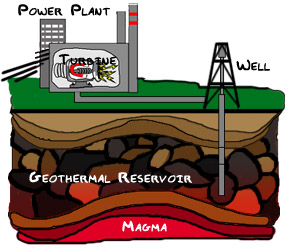 Power Plant
Turbine
Well
Geothermal Reservoir
Magma